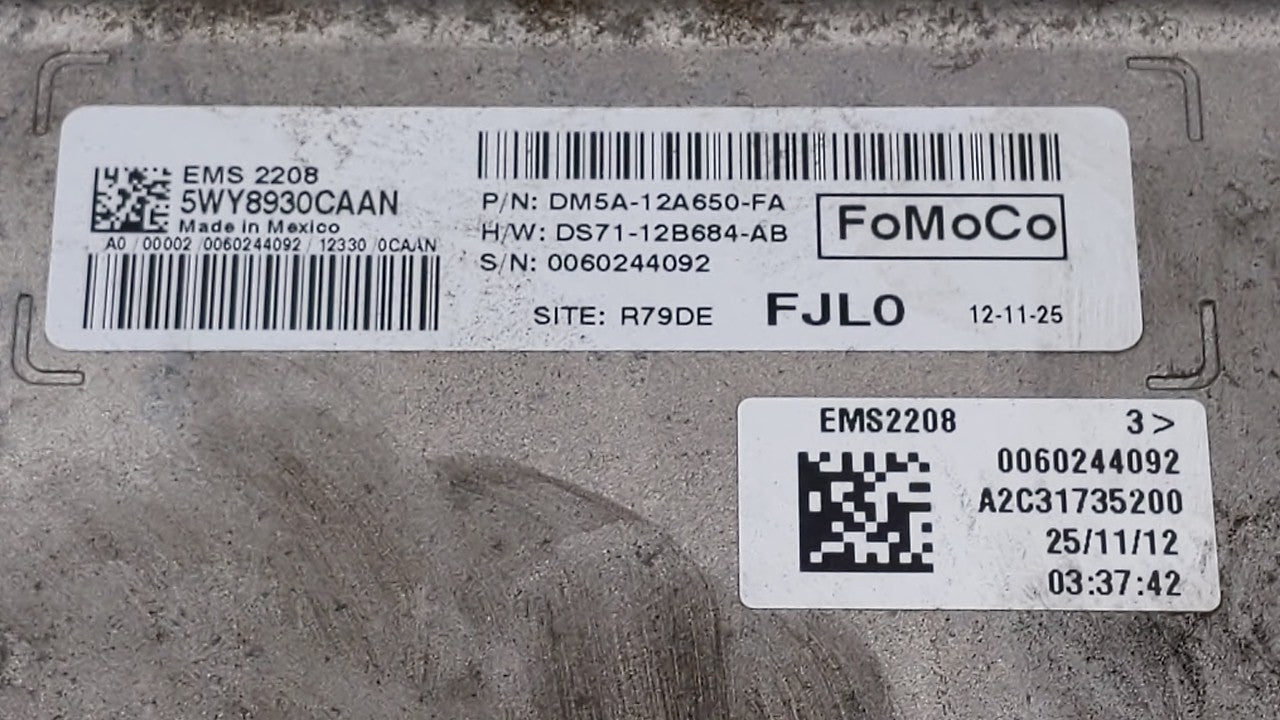 EMS 2208
5WY8930CAAN
Made in Mexico
A0 / 00002 / 0060244092 / 12330 / 0CAAN
P/N: DM5A-12A650-FA
H/W: DS71-12B684-AB
S/N: 0060244092
FoMoCo
SITE: R79DE
FJL0
12-11-25
EMS2208
3 >
0060244092
A2C31735200
25/11/12
03:37:42